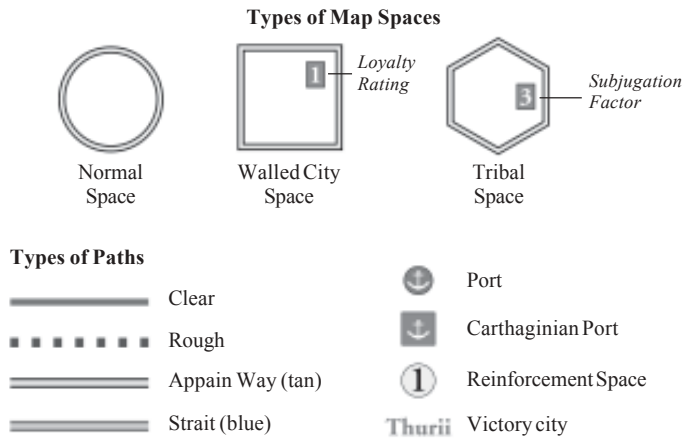 Types of Map Spaces
1
Loyalty
Rating
3
Subjugation
Factor
Normal
Space
Walled City
Space
Tribal
Space
Types of Paths
Clear
Rough
Appain Way (tan)
Strait (blue)
Port
Carthaginian Port
1 Reinforcement Space
Thurii Victory city